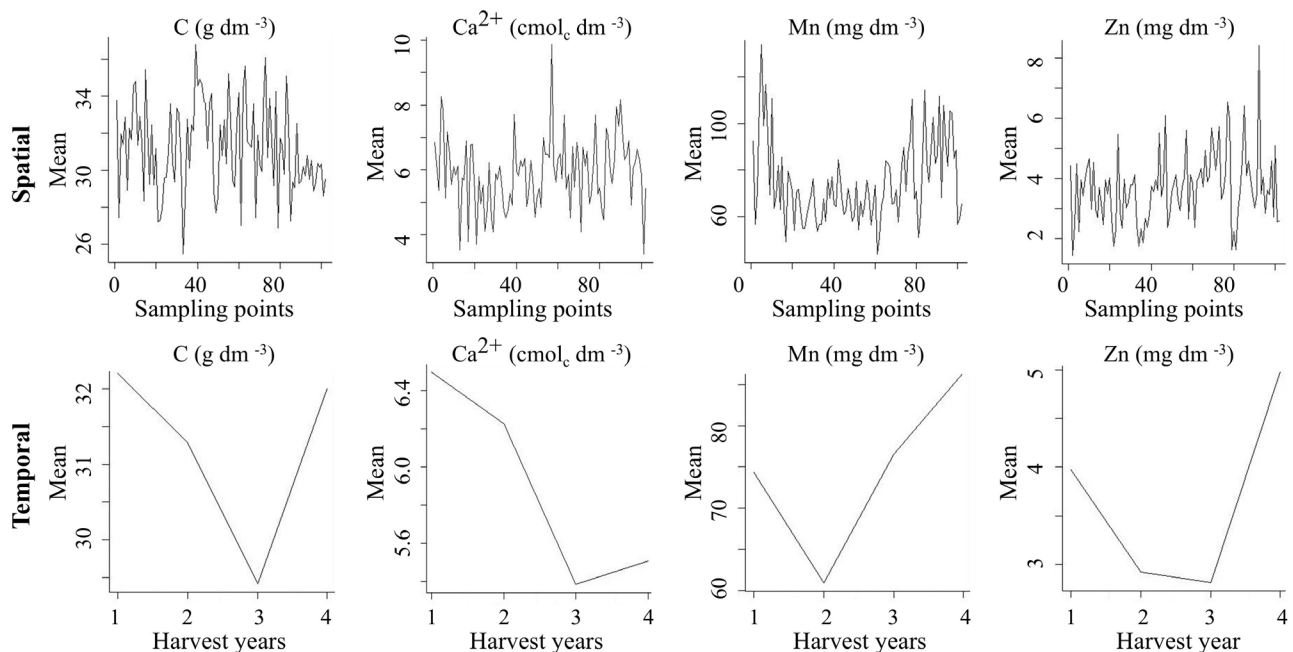 C (g dm -3)
Ca2+ (cmolc dm -3)
Mn (mg dm -3)
Zn (mg dm -3)
Spatial
Mean
34
30
26
0 40 80
Sampling points
Mean
10
8
6
4
0 40 80
Sampling points
Mean
100
60
0 40 80
Sampling points
Mean
8
6
4
2
0 40 80
Sampling points
C (g dm -3)
Ca2+ (cmolc dm -3)
Mn (mg dm -3)
Zn (mg dm -3)
Temporal
Mean
32
31
30
1 2 3 4
Harvest years
Mean
6.4
6.0
5.6
1 2 3 4
Harvest years
Mean
80
70
60
1 2 3 4
Harvest years
Mean
5
4
3
1 2 3 4
Harvest year